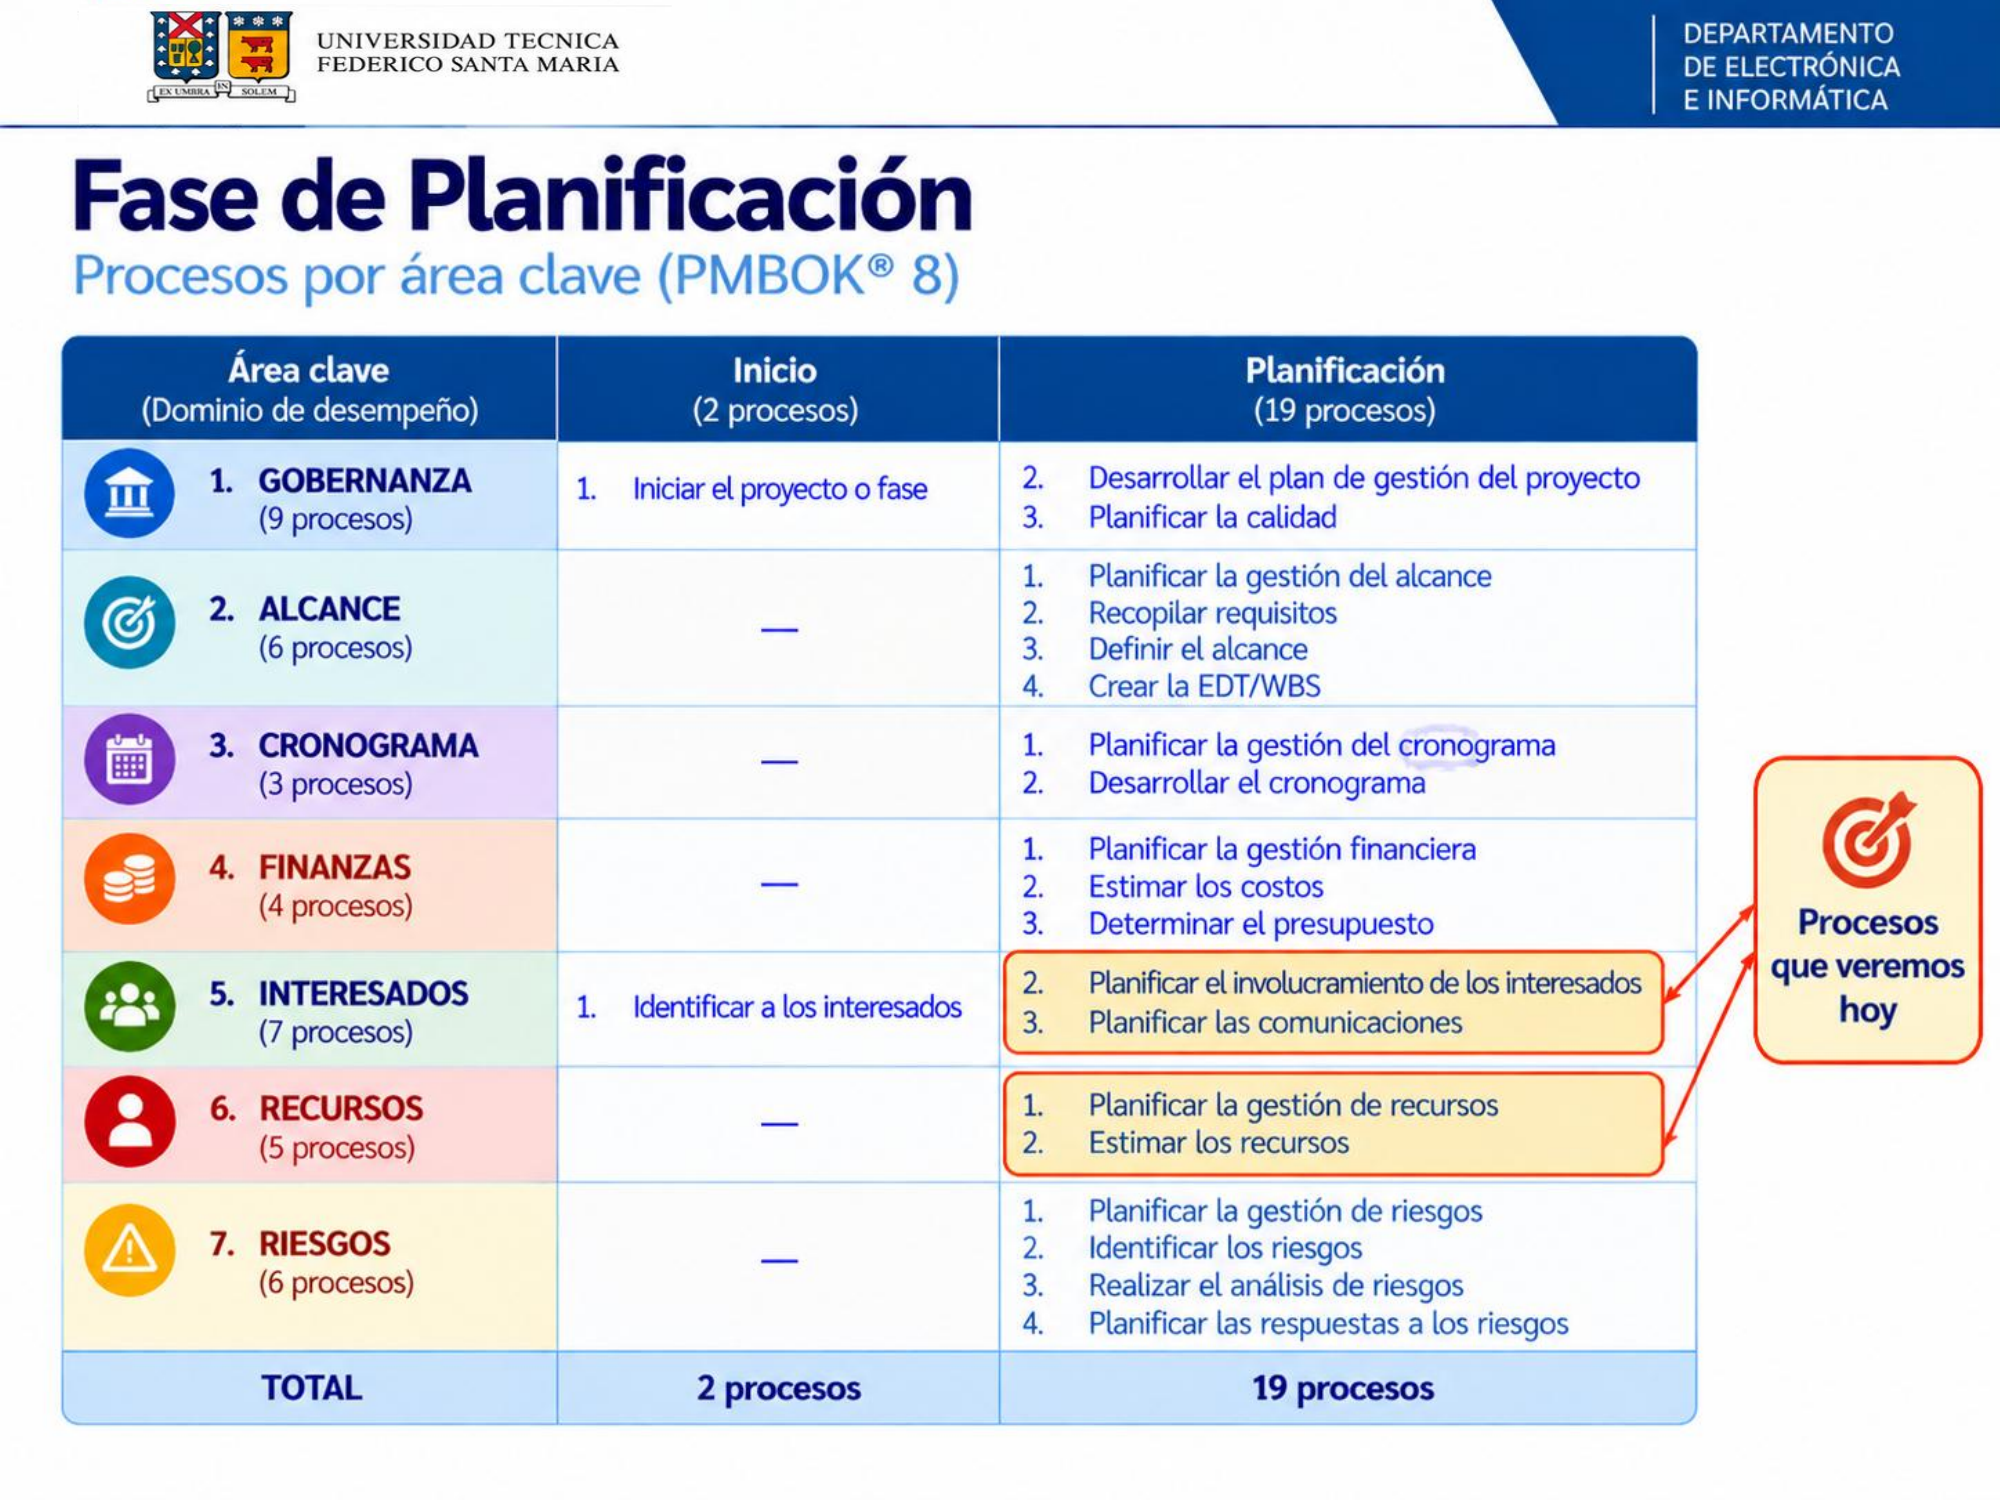 UNIVERSIDAD TECNICA
FEDERICO SANTA MARIA
EX UMBRA IN SOLEM
DEPARTAMENTO
DE ELECTRÓNICA
E INFORMÁTICA
Fase de Planificación
Procesos por área clave (PMBOK® 8)
Área clave
(Dominio de desempeño)
Inicio
(2 procesos)
Planificación
(19 procesos)
1. GOBERNANZA
(9 procesos)
1. Iniciar el proyecto o fase
2. Desarrollar el plan de gestión del proyecto
3. Planificar la calidad
2. ALCANCE
(6 procesos)
—
1. Planificar la gestión del alcance
2. Recopilar requisitos
3. Definir el alcance
4. Crear la EDT/WBS
3. CRONOGRAMA
(3 procesos)
—
1. Planificar la gestión del cronograma
2. Desarrollar el cronograma
4. FINANZAS
(4 procesos)
—
1. Planificar la gestión financiera
2. Estimar los costos
3. Determinar el presupuesto
5. INTERESADOS
(7 procesos)
1. Identificar a los interesados
2. Planificar el involucramiento de los interesados
3. Planificar las comunicaciones
6. RECURSOS
(5 procesos)
—
1. Planificar la gestión de recursos
2. Estimar los recursos
7. RIESGOS
(6 procesos)
—
1. Planificar la gestión de riesgos
2. Identificar los riesgos
3. Realizar el análisis de riesgos
4. Planificar las respuestas a los riesgos
TOTAL
2 procesos
19 procesos
Procesos
que veremos
hoy